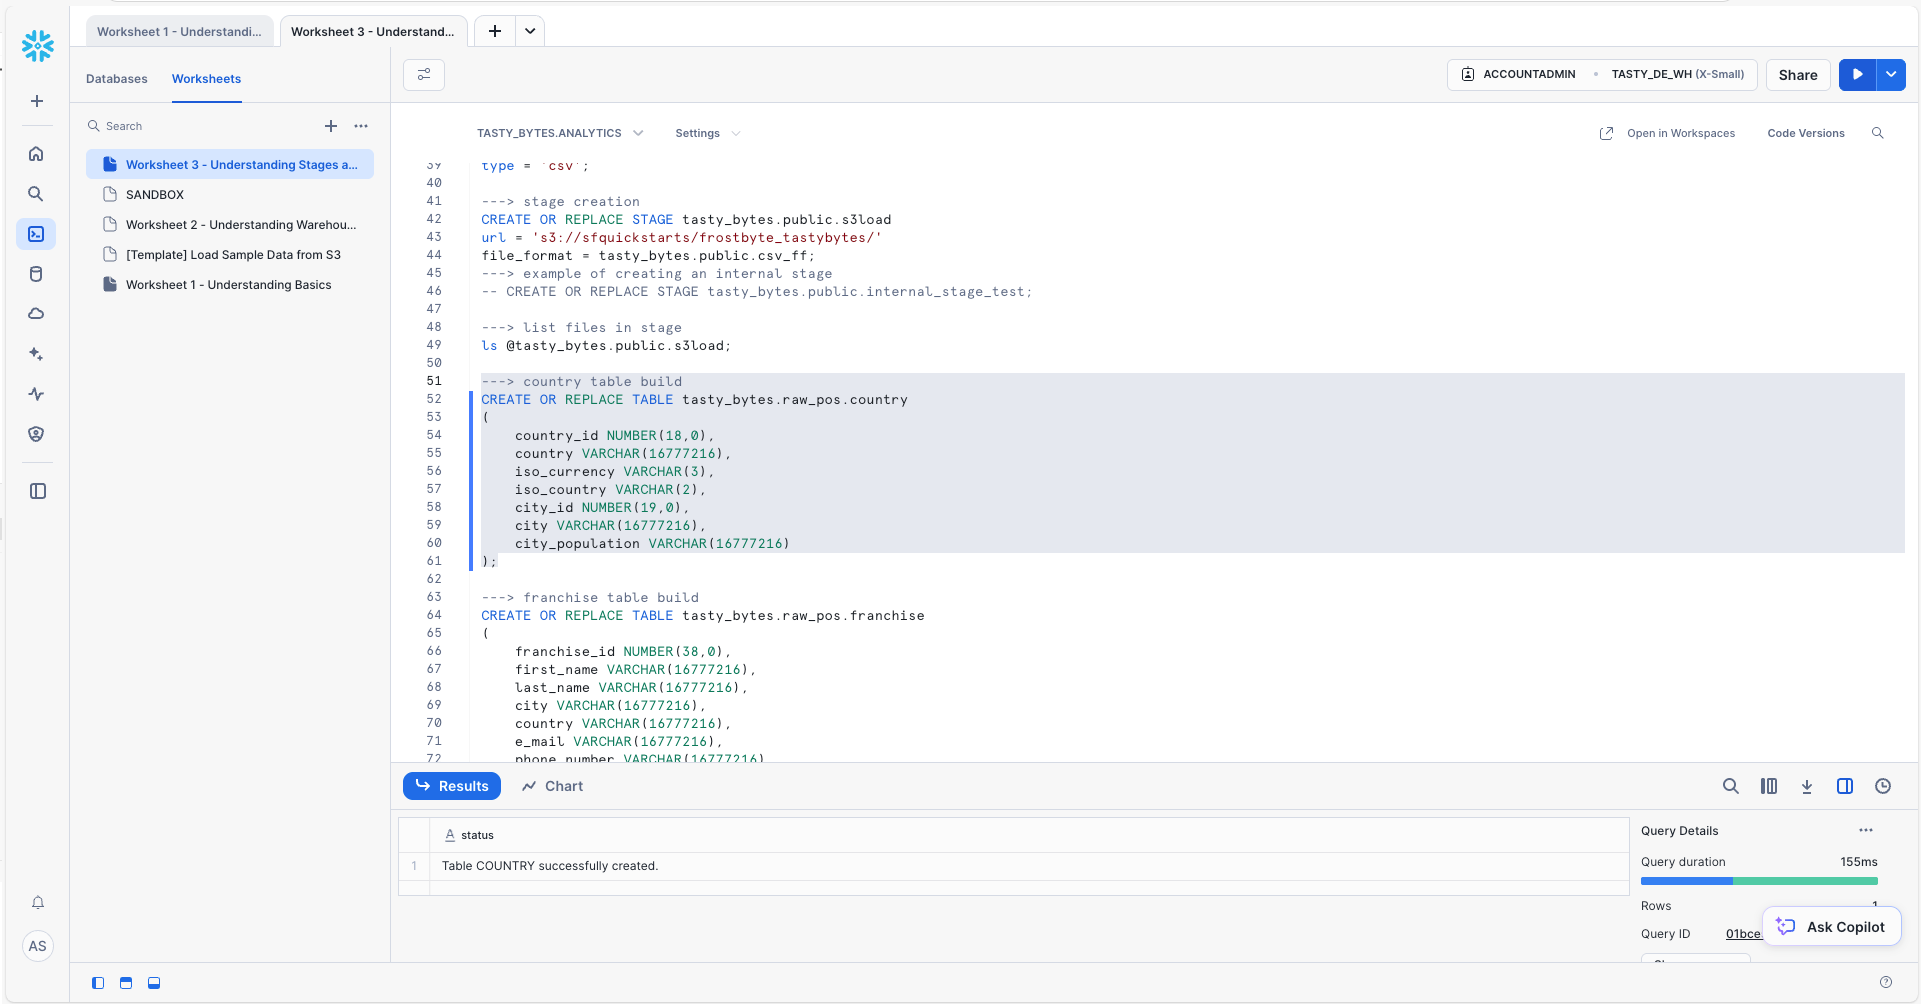 Worksheet 1 - Understandi...
Worksheet 3 - Understand...
Databases
Worksheets
ACCOUNTADMIN
TASTY_DE_WH (X-Small)
Share
Search
Worksheet 3 - Understanding Stages a...
SANDBOX
Worksheet 2 - Understanding Warehou...
[Template] Load Sample Data from S3
Worksheet 1 - Understanding Basics
AS
TASTY_BYTES.ANALYTICS
Settings
Open in Workspaces
Code Versions
39 type = 'csv';
40
41 ---> stage creation
42 CREATE OR REPLACE STAGE tasty_bytes.public.s3load
43 url = 's3://sfquickstarts/frostbyte_tastybytes/'
44 file_format = tasty_bytes.public.csv_ff;
45 ---> example of creating an internal stage
46 -- CREATE OR REPLACE STAGE tasty_bytes.public.internal_stage_test;
47
48 ---> list files in stage
49 ls @tasty_bytes.public.s3load;
50
51 ---> country table build
52 CREATE OR REPLACE TABLE tasty_bytes.raw_pos.country
53 (
54 country_id NUMBER(18,0),
55 country VARCHAR(16777216),
56 iso_currency VARCHAR(3),
57 iso_country VARCHAR(2),
58 city_id NUMBER(19,0),
59 city VARCHAR(16777216),
60 city_population VARCHAR(16777216)
61 );
62
63 ---> franchise table build
64 CREATE OR REPLACE TABLE tasty_bytes.raw_pos.franchise
65 (
66 franchise_id NUMBER(38,0),
67 first_name VARCHAR(16777216),
68 last_name VARCHAR(16777216),
69 city VARCHAR(16777216),
70 country VARCHAR(16777216),
71 e_mail VARCHAR(16777216),
72 phone_number VARCHAR(16777216)
Results
Chart
A status
1 Table COUNTRY successfully created.
Query Details
Query duration 155ms
Rows 1
Query ID 01bce
Ask Copilot